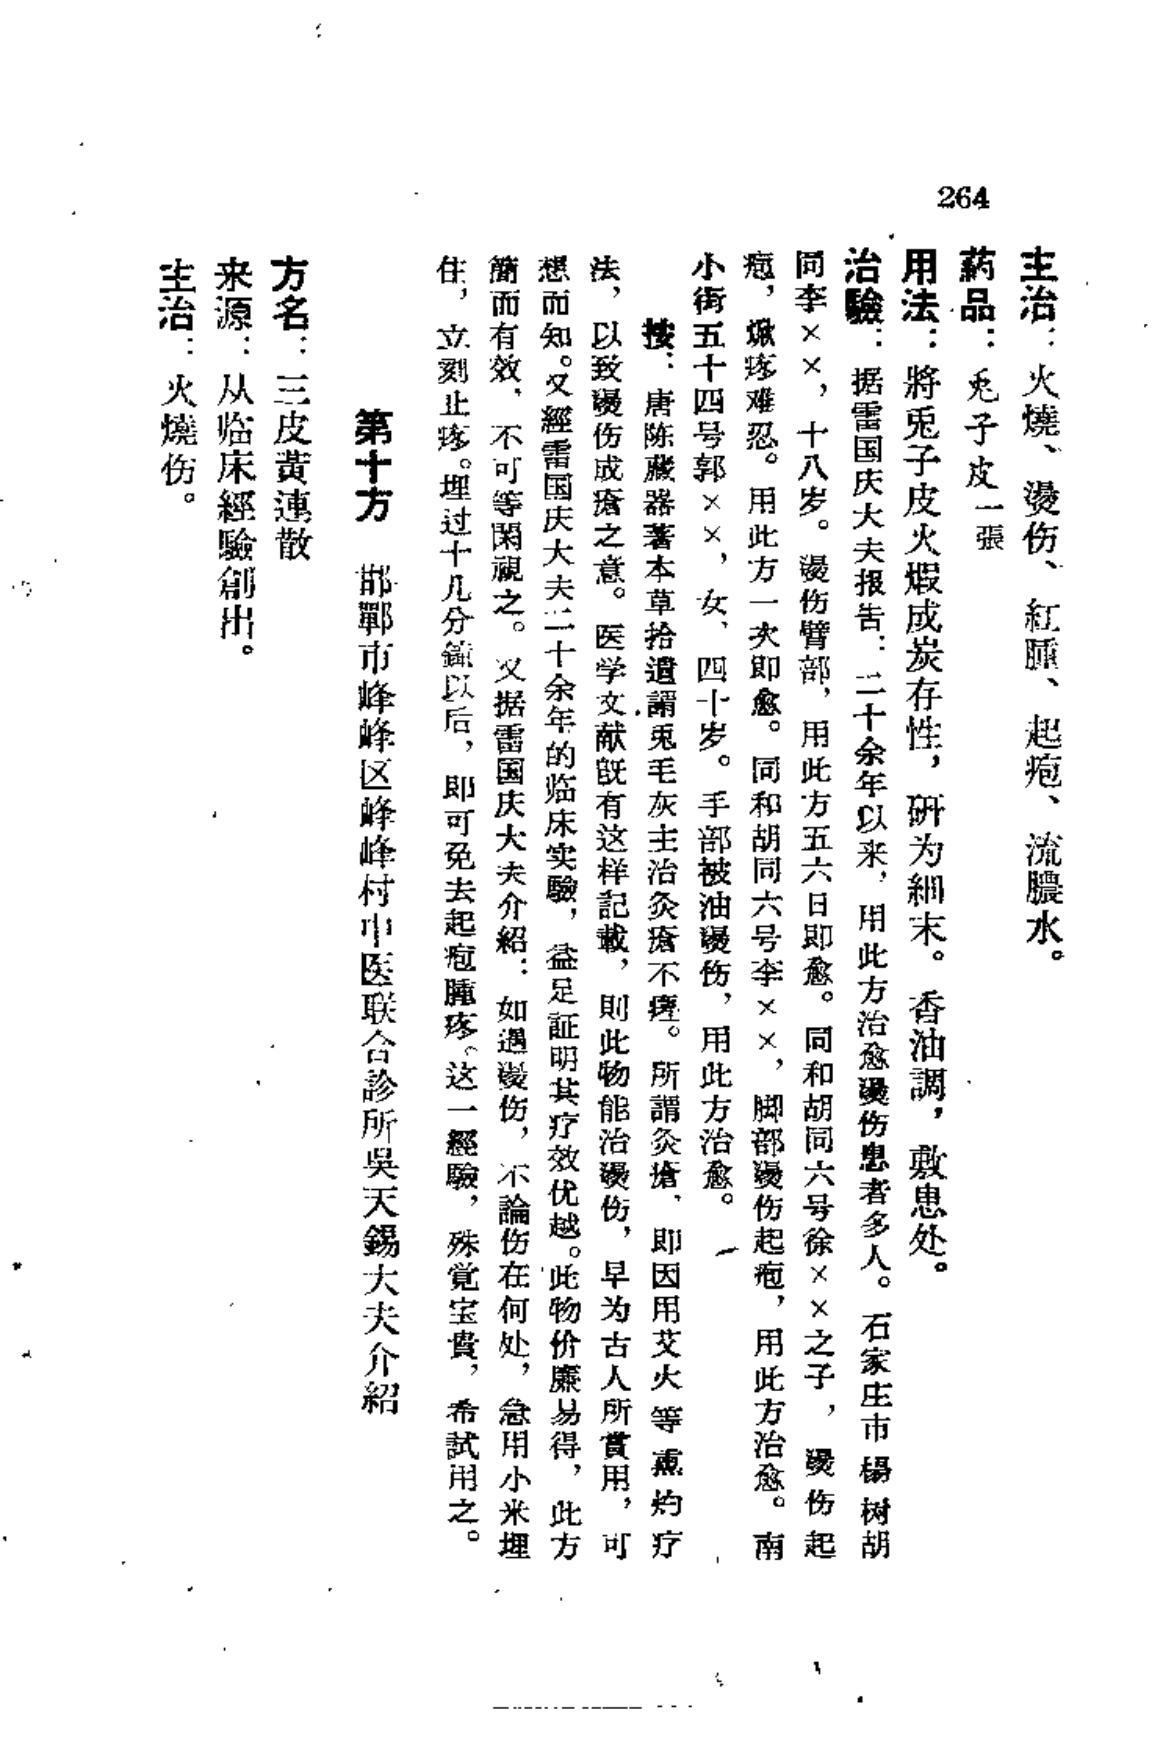 264
主治：火燒、燙伤、紅腫、起疱、流膿水。
葯品：兎子皮一張
用法：將兎子皮火煅成炭存性，研为細末。香油調，敷患处。
治驗：据雷国庆大夫报告：二十余年以来，用此方治愈燙伤患者多人。石家庄市楊树胡
同李××，十八岁。燙伤臂部，用此方五六日即愈。同和胡同六号徐××之子，燙伤起
疱，焮疼难忍。用此方一次即愈。同和胡同六号李××，脚部燙伤起疱，用此方治愈。南
小街五十四号郭××，女、四十岁。手部被油燙伤，用此方治愈。
按：唐陈藏器著本草拾遺謂兎毛灰主治灸瘡不瘥。所謂灸瘡，即因用艾火等熏灼疗
法，以致燙伤成瘡之意。医学文献旣有这样記載，則此物能治燙伤，早为古人所賞用，可
想而知。又經雷国庆大夫二十余年的临床实驗，益足証明其疗效优越。此物价廉易得，此方
簡而有效，不可等閑視之。又据雷国庆大夫介紹：如遇燙伤，不論伤在何处，急用小米埋
住，立刻止疼。埋过十几分鐘以后，即可免去起疱腫疼。这一經驗，殊觉宝貴，希試用之。
第十方　邯鄲市峰峰区峰峰村中医联合診所吳天錫大夫介紹
方名：三皮黃連散
来源：从临床經驗創出。
主治：火燒伤。